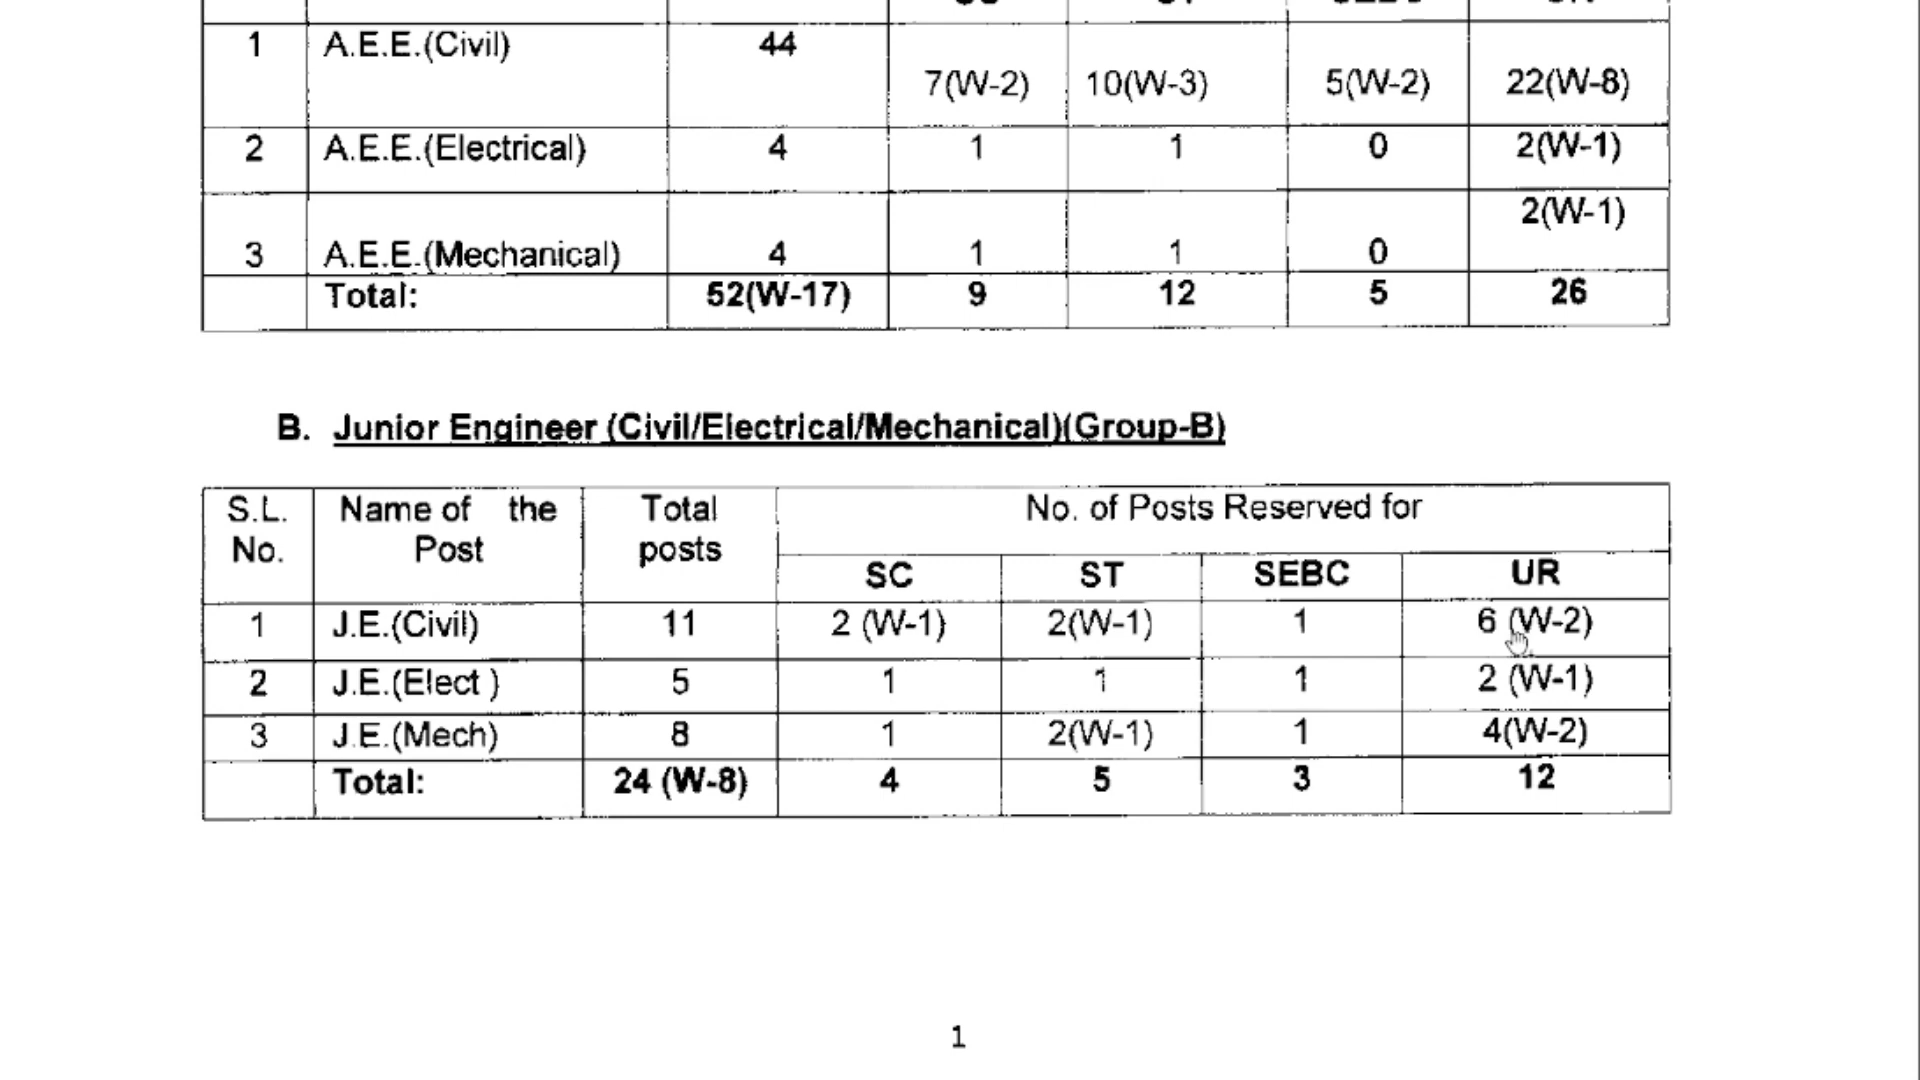 1 A.E.E.(Civil) 44
7(W-2) 10(W-3) 5(W-2) 22(W-8)
2 A.E.E.(Electrical) 4 1 1 0 2(W-1)
2(W-1)
3 A.E.E.(Mechanical) 4 1 1 0
Total: 52(W-17) 9 12 5 26
B. Junior Engineer (Civil/Electrical/Mechanical)(Group-B)
S.L. Name of the Total No. of Posts Reserved for
No. Post posts
SC ST SEBC UR
1 J.E.(Civil) 11 2 (W-1) 2(W-1) 1 6 (W-2)
2 J.E.(Elect ) 5 1 1 1 2 (W-1)
3 J.E.(Mech) 8 1 2(W-1) 1 4(W-2)
Total: 24 (W-8) 4 5 3 12
1